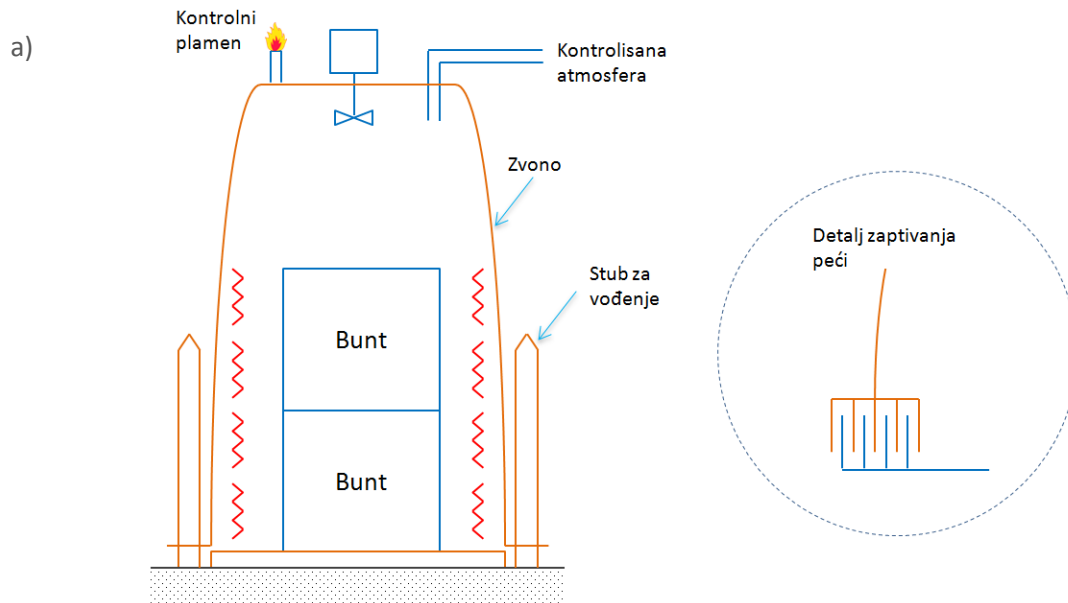 a)
Kontrolni
plamen
Kontrolisana
atmosfera
Zvono
Stub za
vođenje
Bunt
Bunt
Detalj zaptivanja
peći